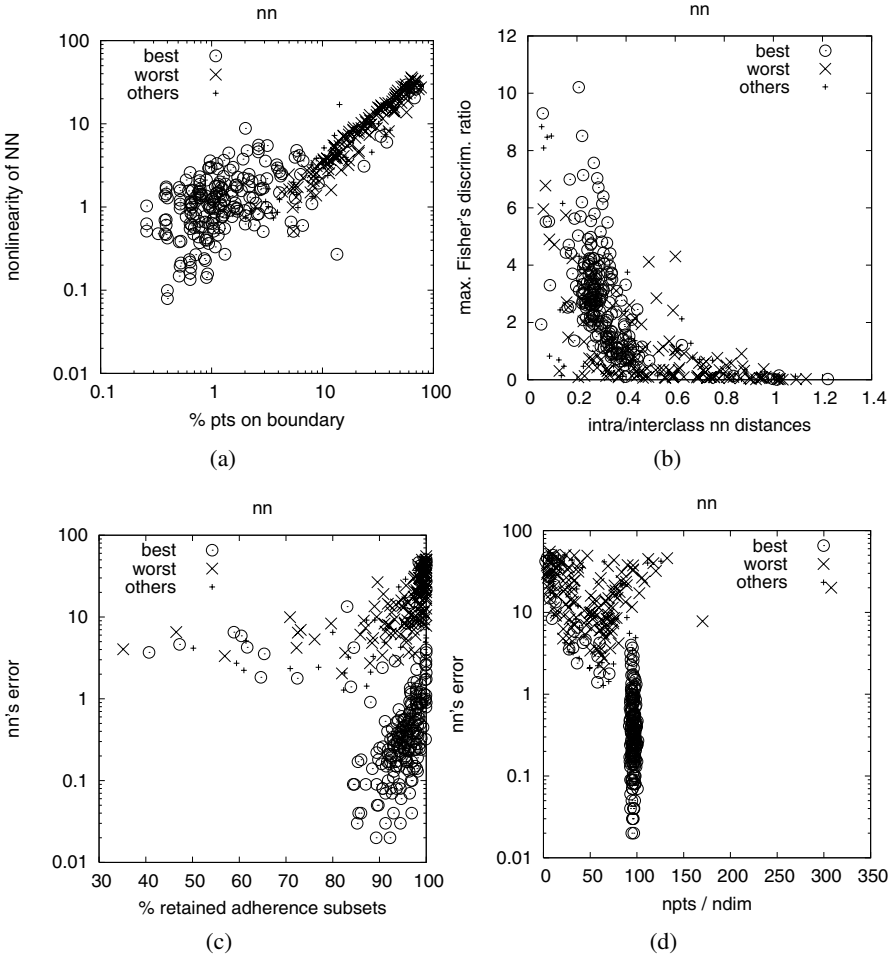 nn
100
10
1
0.1
0.01
0.1
1
10
100
best
worst
others
nonlinearity of NN
% pts on boundary
(a)
nn
12
10
8
6
4
2
0
0
0.2
0.4
0.6
0.8
1.0
1.2
1.4
best
worst
others
max. Fisher's discrim. ratio
intra/interclass nn distances
(b)
nn
100
10
1
0.1
0.01
30
40
50
60
70
80
90
100
best
worst
others
nn's error
% retained adherence subsets
(c)
nn
100
10
1
0.1
0.01
0
50
100
150
200
250
300
350
best
worst
others
nn's error
npts / ndim
(d)